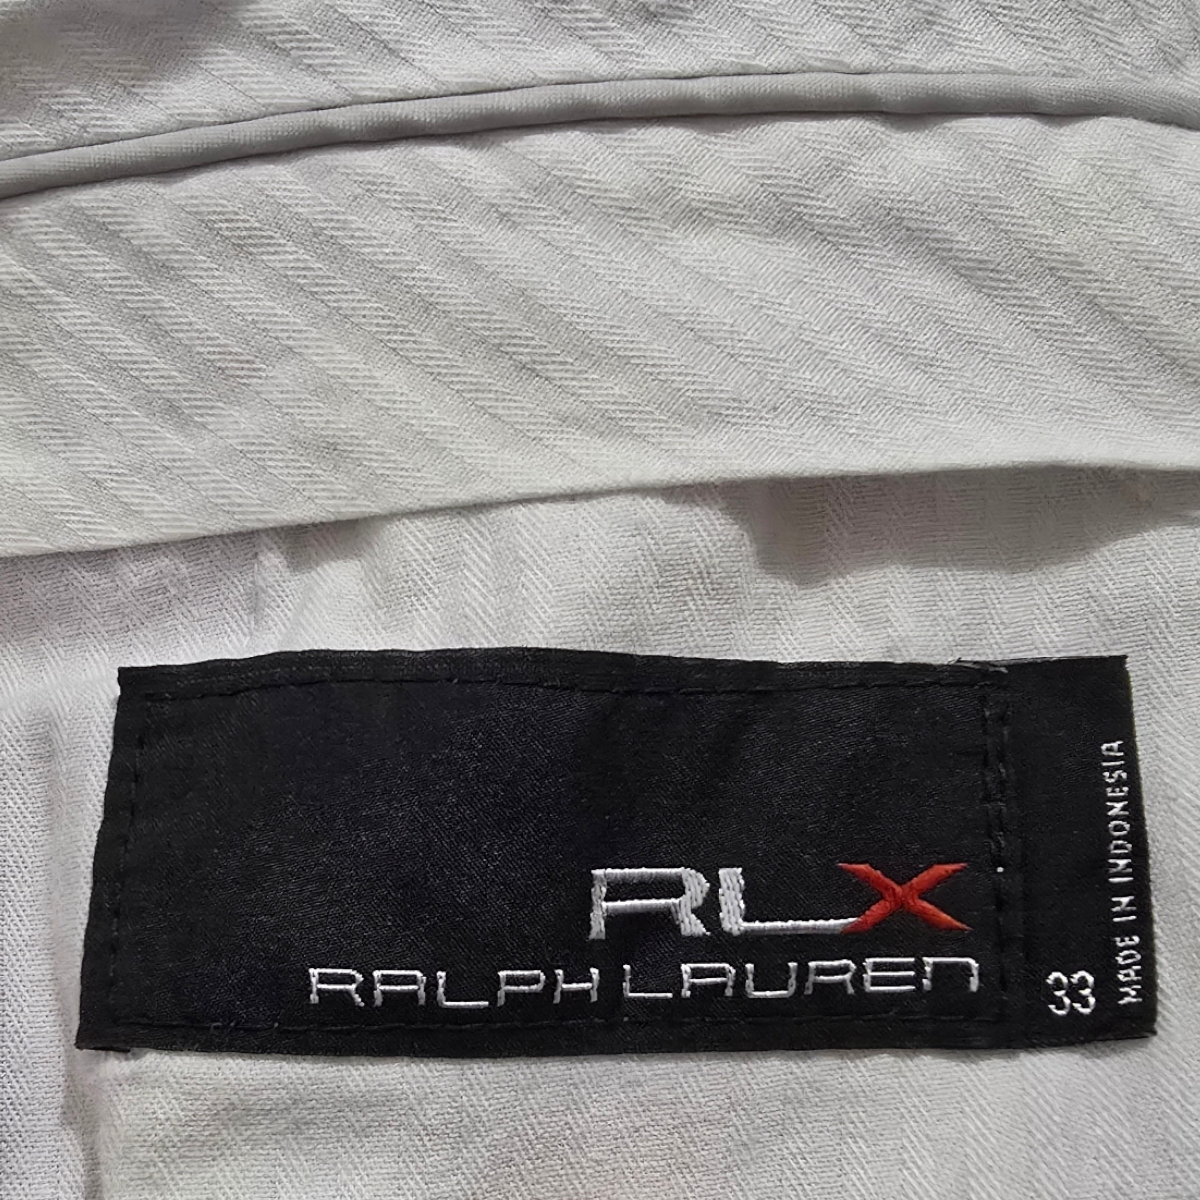 RLX
RALPH LAUREN
33
MADE IN INDONESIA